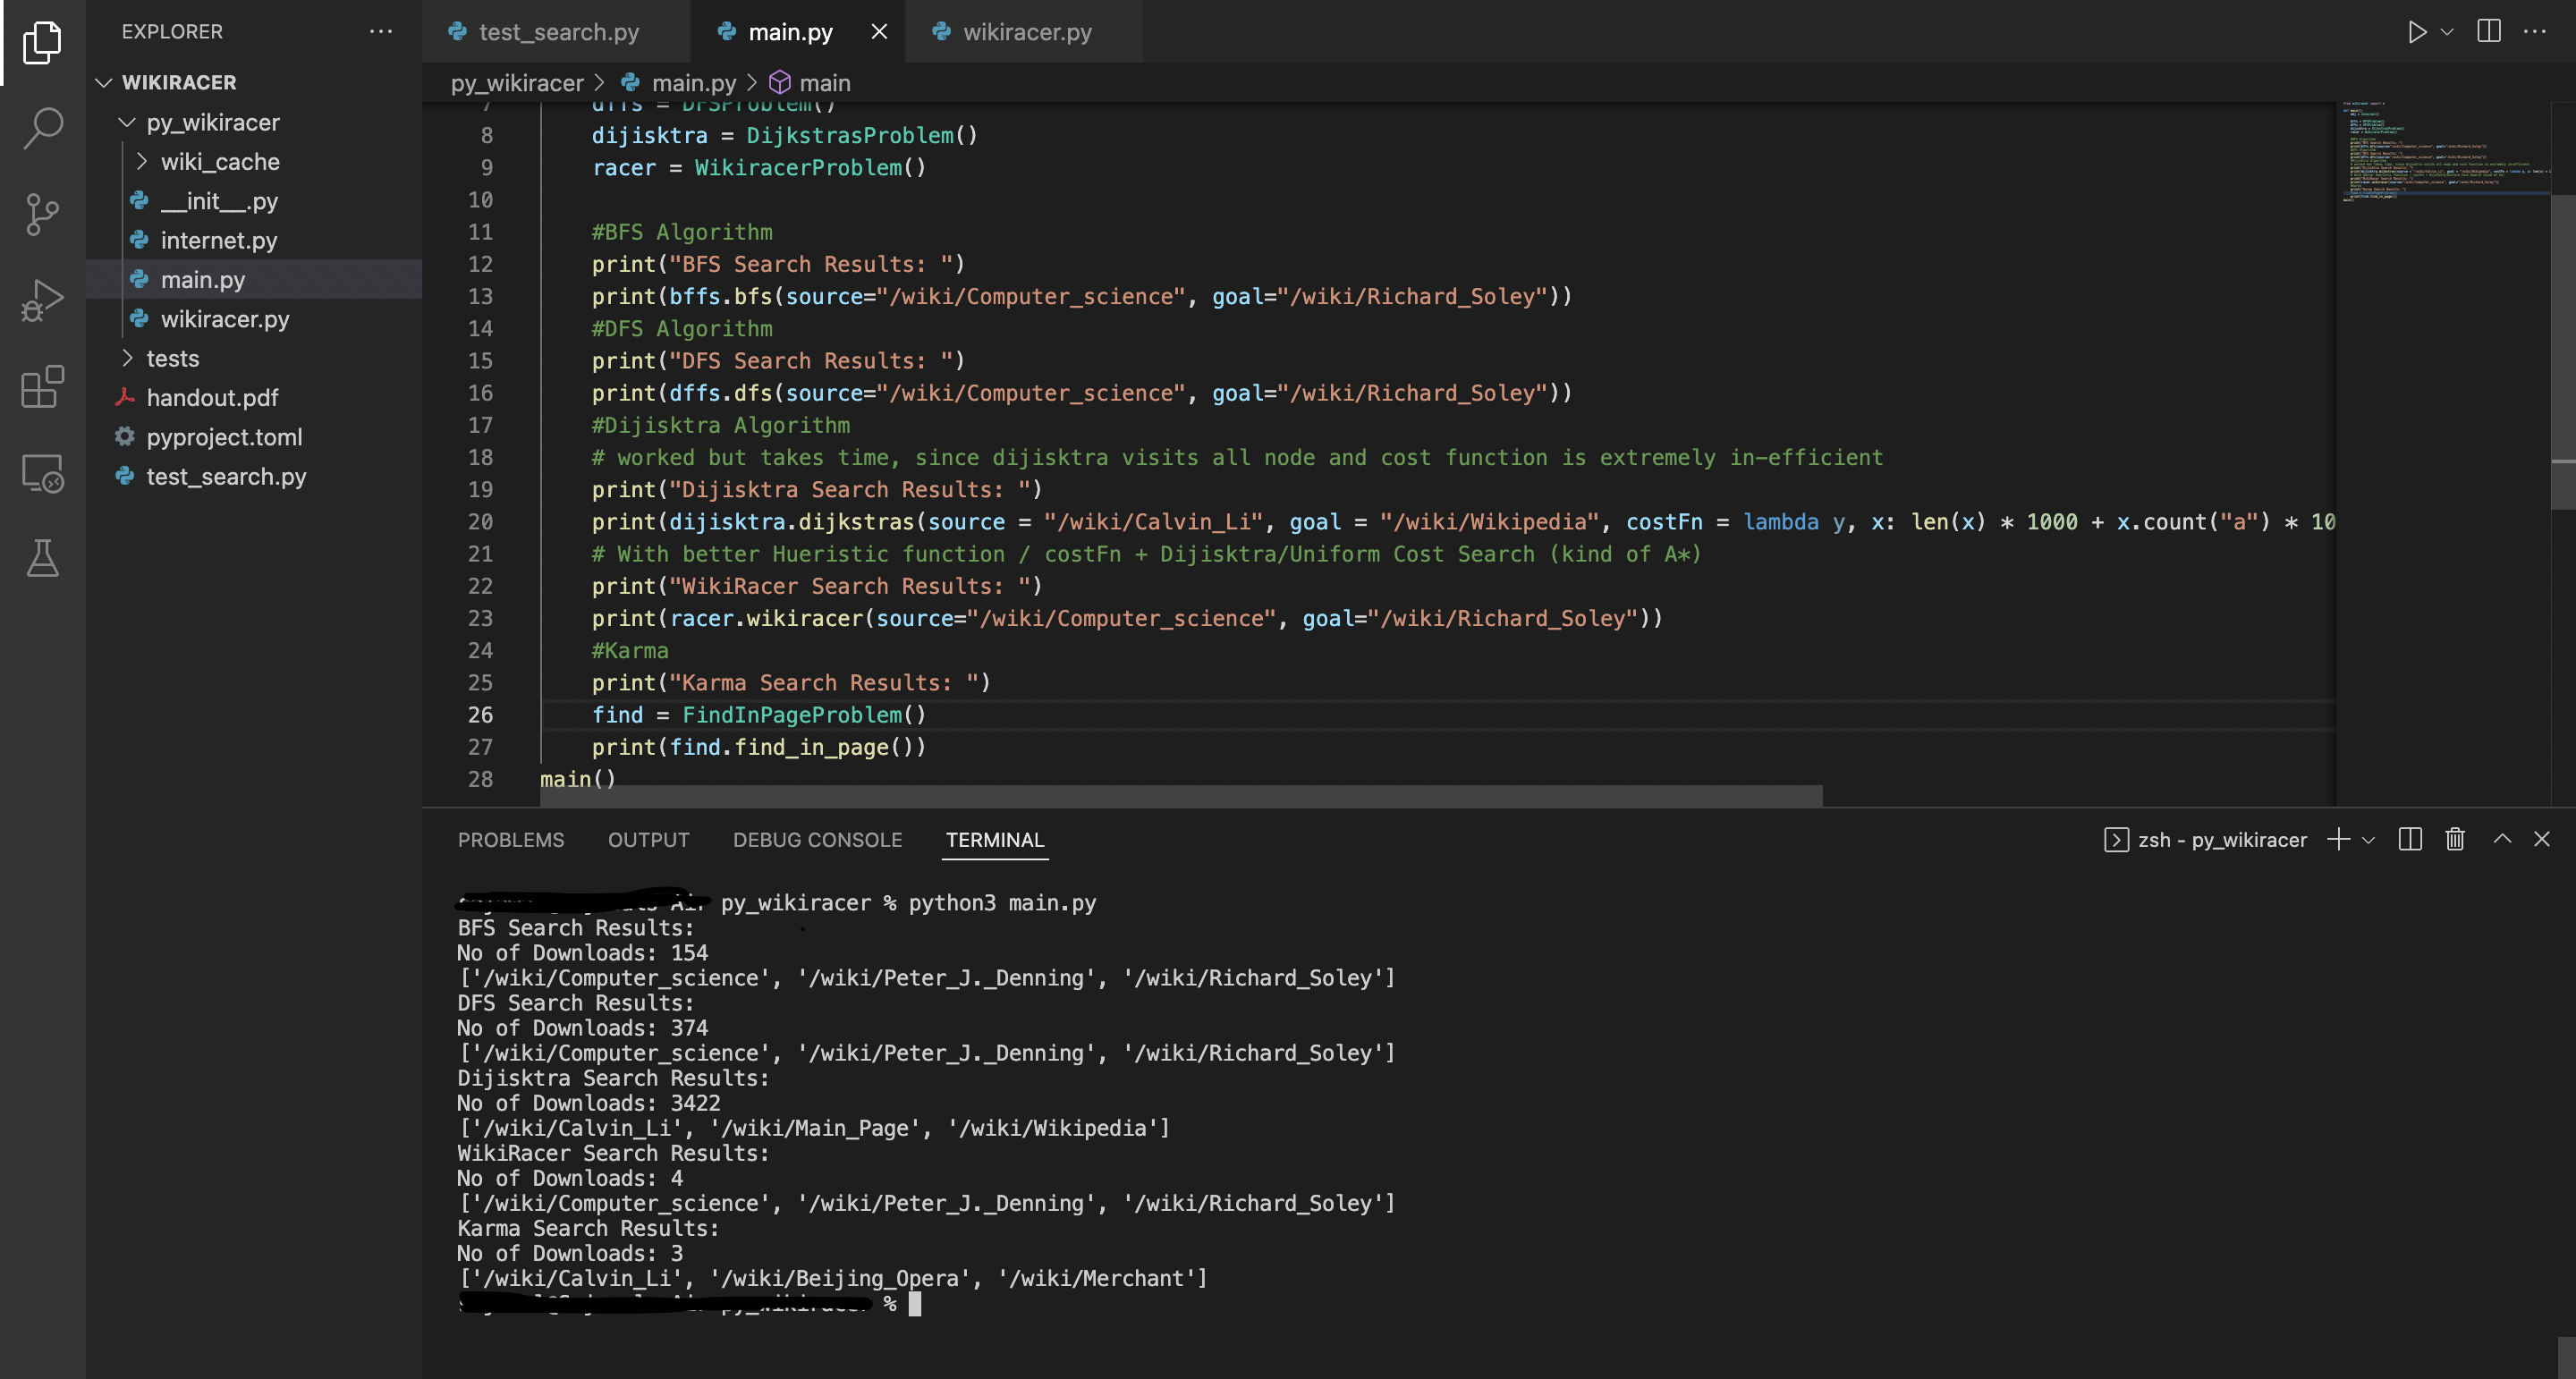 EXPLORER
WIKIRACER
py_wikiracer
wiki_cache
__init__.py
internet.py
main.py
wikiracer.py
tests
handout.pdf
pyproject.toml
test_search.py
test_search.py main.py wikiracer.py
py_wikiracer > main.py > main
7 dffs = DFSProblem()
8 dijisktra = DijkstrasProblem()
9 racer = WikiracerProblem()
10
11 #BFS Algorithm
12 print("BFS Search Results: ")
13 print(bffs.bfs(source="/wiki/Computer_science", goal="/wiki/Richard_Soley"))
14 #DFS Algorithm
15 print("DFS Search Results: ")
16 print(dffs.dfs(source="/wiki/Computer_science", goal="/wiki/Richard_Soley"))
17 #Dijisktra Algorithm
18 # worked but takes time, since dijisktra visits all node and cost function is extremely in-efficient
19 print("Dijisktra Search Results: ")
20 print(dijisktra.dijkstras(source = "/wiki/Calvin_Li", goal = "/wiki/Wikipedia", costFn = lambda y, x: len(x) * 1000 + x.count("a") * 10
21 # With better Hueristic function / costFn + Dijisktra/Uniform Cost Search (kind of A*)
22 print("WikiRacer Search Results: ")
23 print(racer.wikiracer(source="/wiki/Computer_science", goal="/wiki/Richard_Soley"))
24 #Karma
25 print("Karma Search Results: ")
26 find = FindInPageProblem()
27 print(find.find_in_page())
28 main()
PROBLEMS OUTPUT DEBUG CONSOLE TERMINAL
zsh - py_wikiracer
py_wikiracer % python3 main.py
BFS Search Results:
No of Downloads: 154
['/wiki/Computer_science', '/wiki/Peter_J._Denning', '/wiki/Richard_Soley']
DFS Search Results:
No of Downloads: 374
['/wiki/Computer_science', '/wiki/Peter_J._Denning', '/wiki/Richard_Soley']
Dijisktra Search Results:
No of Downloads: 3422
['/wiki/Calvin_Li', '/wiki/Main_Page', '/wiki/Wikipedia']
WikiRacer Search Results:
No of Downloads: 4
['/wiki/Computer_science', '/wiki/Peter_J._Denning', '/wiki/Richard_Soley']
Karma Search Results:
No of Downloads: 3
['/wiki/Calvin_Li', '/wiki/Beijing_Opera', '/wiki/Merchant']
%